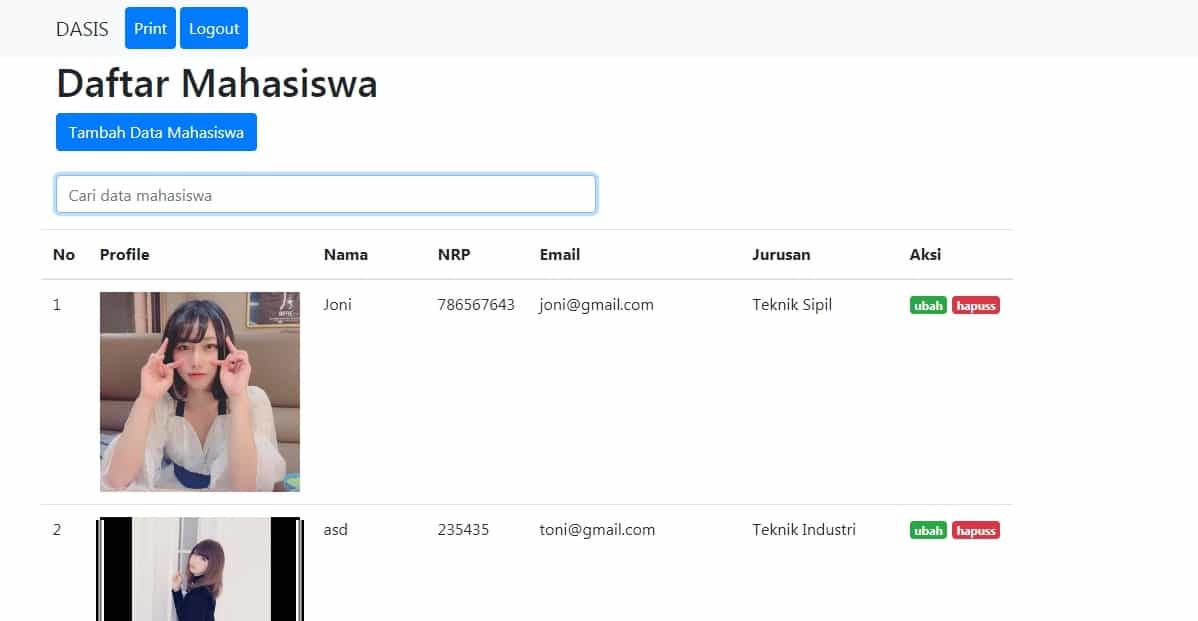 DASIS Print Logout
Daftar Mahasiswa
Tambah Data Mahasiswa
Cari data mahasiswa
No Profile Nama NRP Email Jurusan Aksi
1 Joni 786567643 joni@gmail.com Teknik Sipil ubah hapuss
2 asd 235435 toni@gmail.com Teknik Industri ubah hapuss